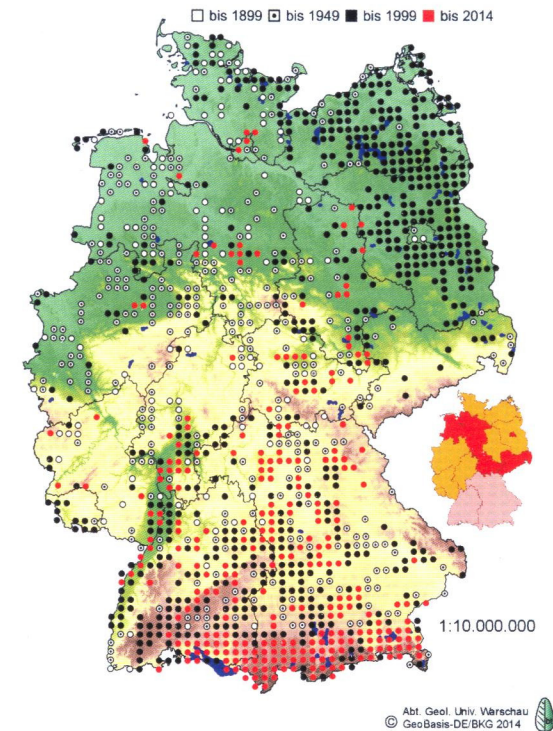 bis 1899 bis 1949 bis 1999 bis 2014
1:10.000.000
Abt. Geol. Univ. Warschau
© GeoBasis-DE/BKG 2014